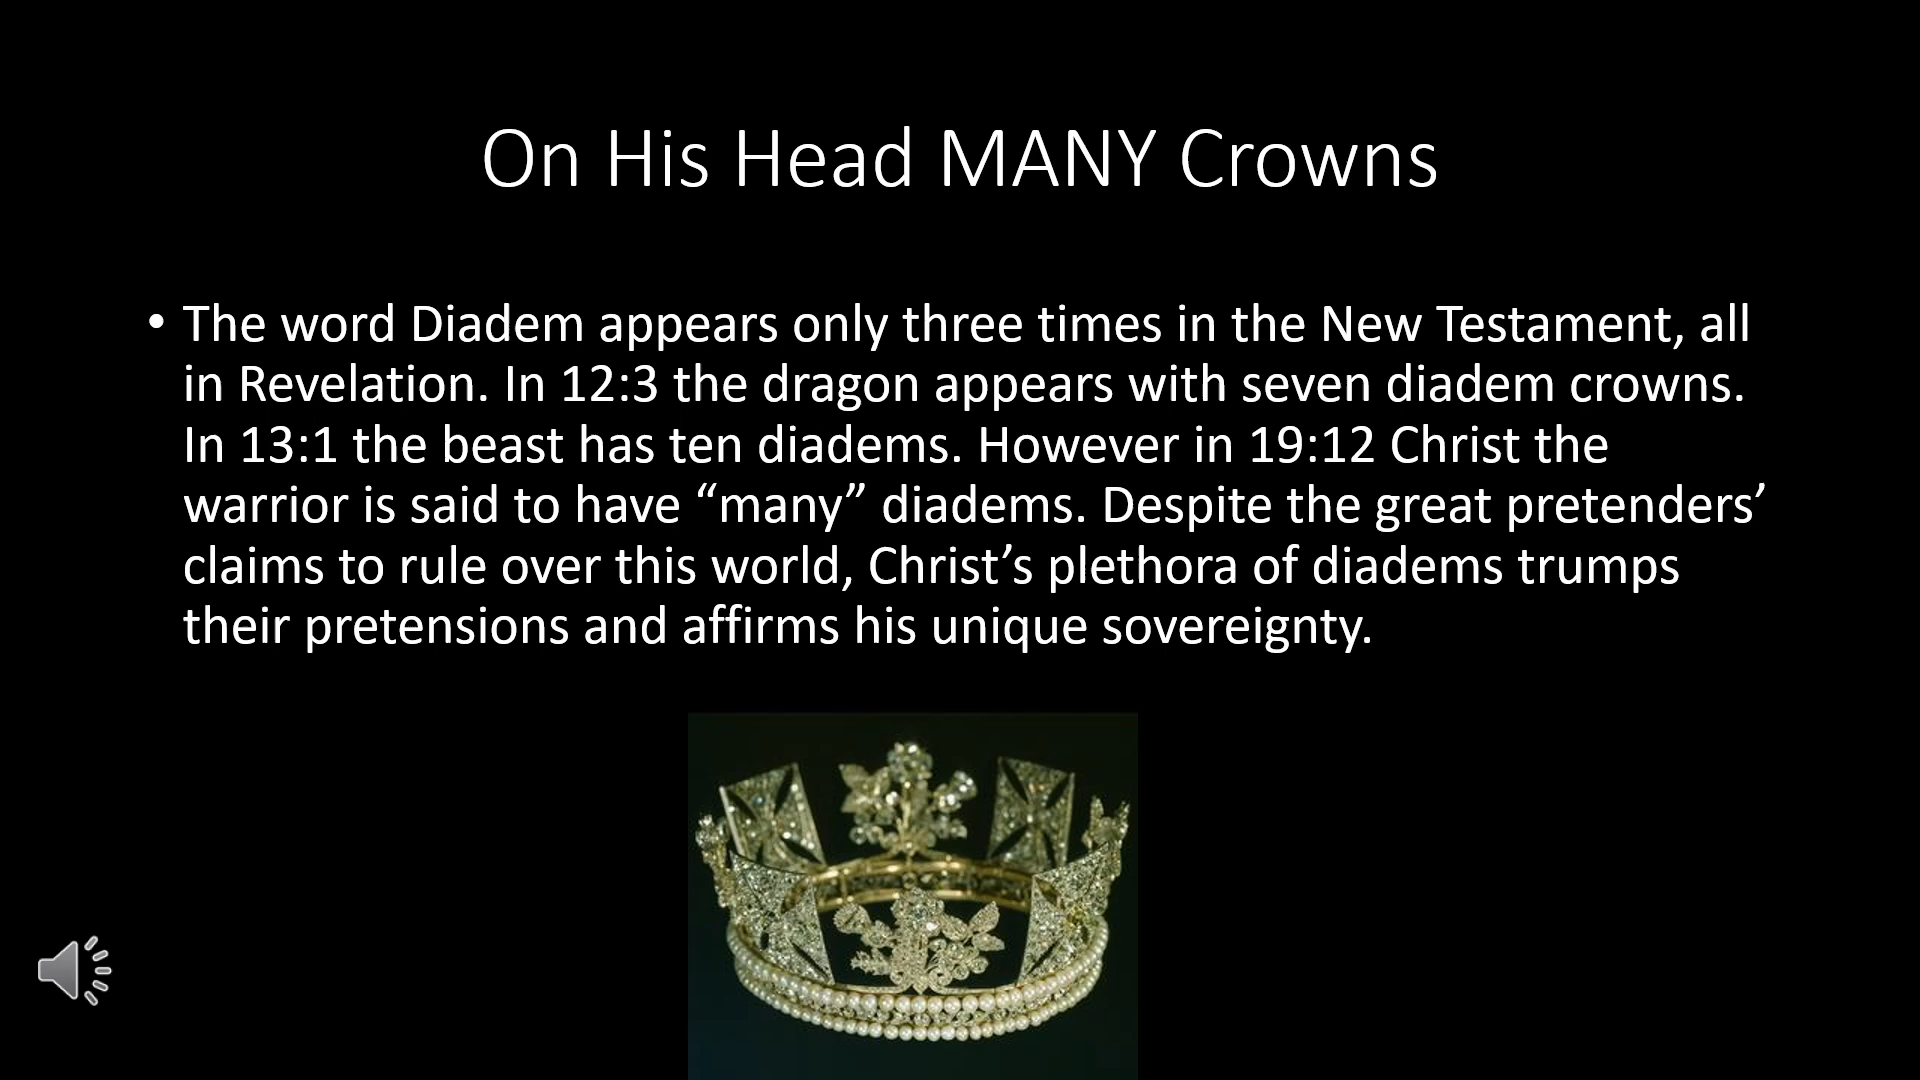 On His Head MANY Crowns
• The word Diadem appears only three times in the New Testament, all
in Revelation. In 12:3 the dragon appears with seven diadem crowns.
In 13:1 the beast has ten diadems. However in 19:12 Christ the
warrior is said to have “many” diadems. Despite the great pretenders’
claims to rule over this world, Christ’s plethora of diadems trumps
their pretensions and affirms his unique sovereignty.